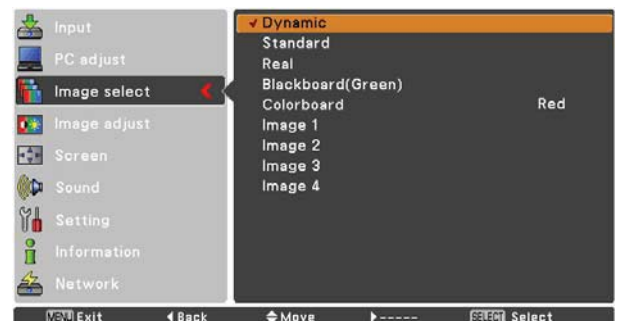 Input
PC adjust
Image select
Image adjust
Screen
Sound
Setting
Information
Network
Dynamic
Standard
Real
Blackboard(Green)
Colorboard Red
Image 1
Image 2
Image 3
Image 4
MENU Exit Back Move ----- SELECT Select